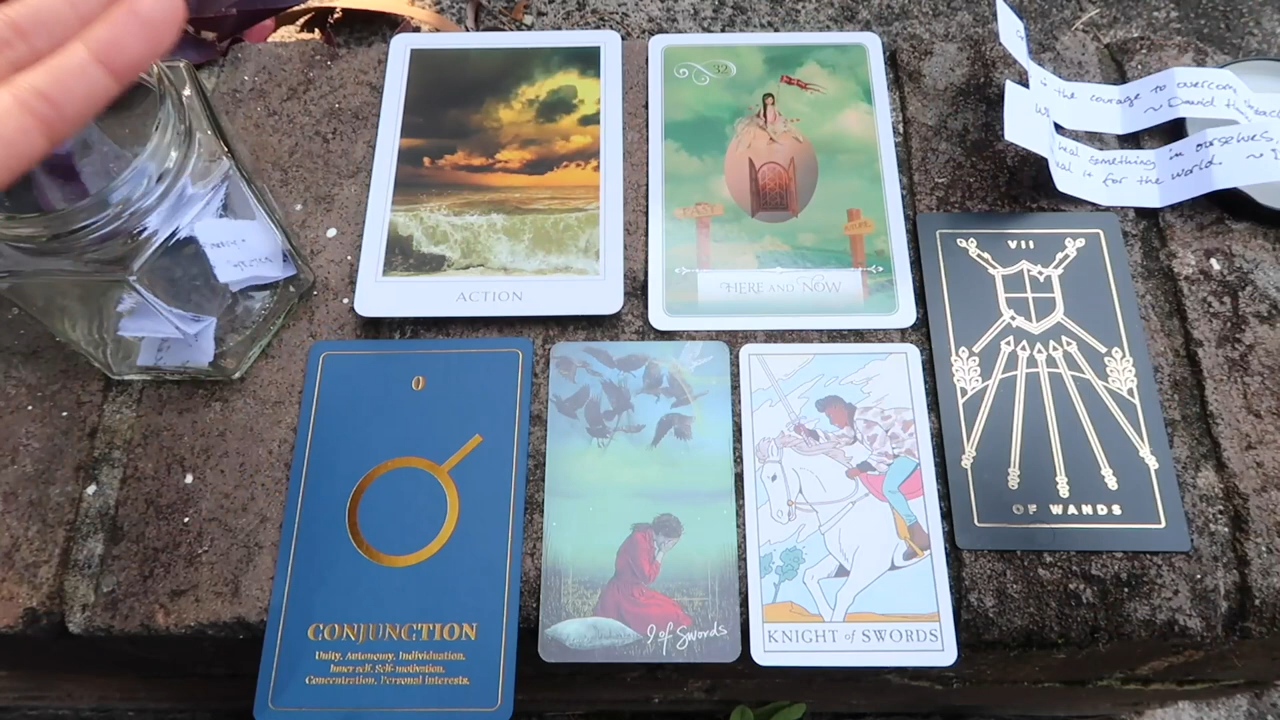 ACTION
32
PAST
FUTURE
HERE AND NOW
the courage to overcome
~ David
something in ourselves,
it for the world. ~
VII
OF WANDS
0
CONJUNCTION
Unity, Autonomy, Individuation.
Inner self, Self-motivation.
Concentration, Personal interests.
9 of Swords
KNIGHT of SWORDS